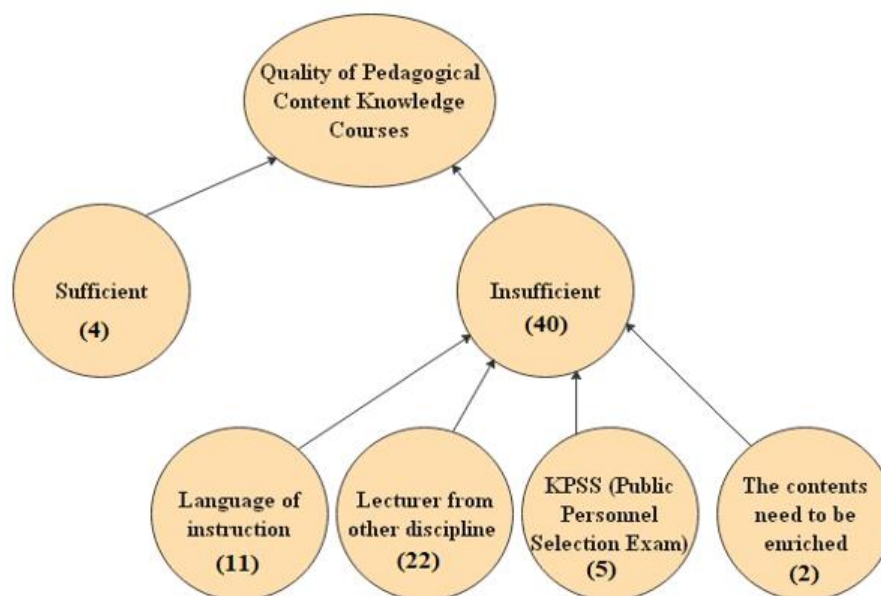 Quality of Pedagogical
Content Knowledge
Courses
Sufficient
(4)
Insufficient
(40)
Language of
instruction
(11)
Lecturer from
other discipline
(22)
KPSS (Public
Personnel
Selection Exam)
(5)
The contents
need to be
enriched
(2)